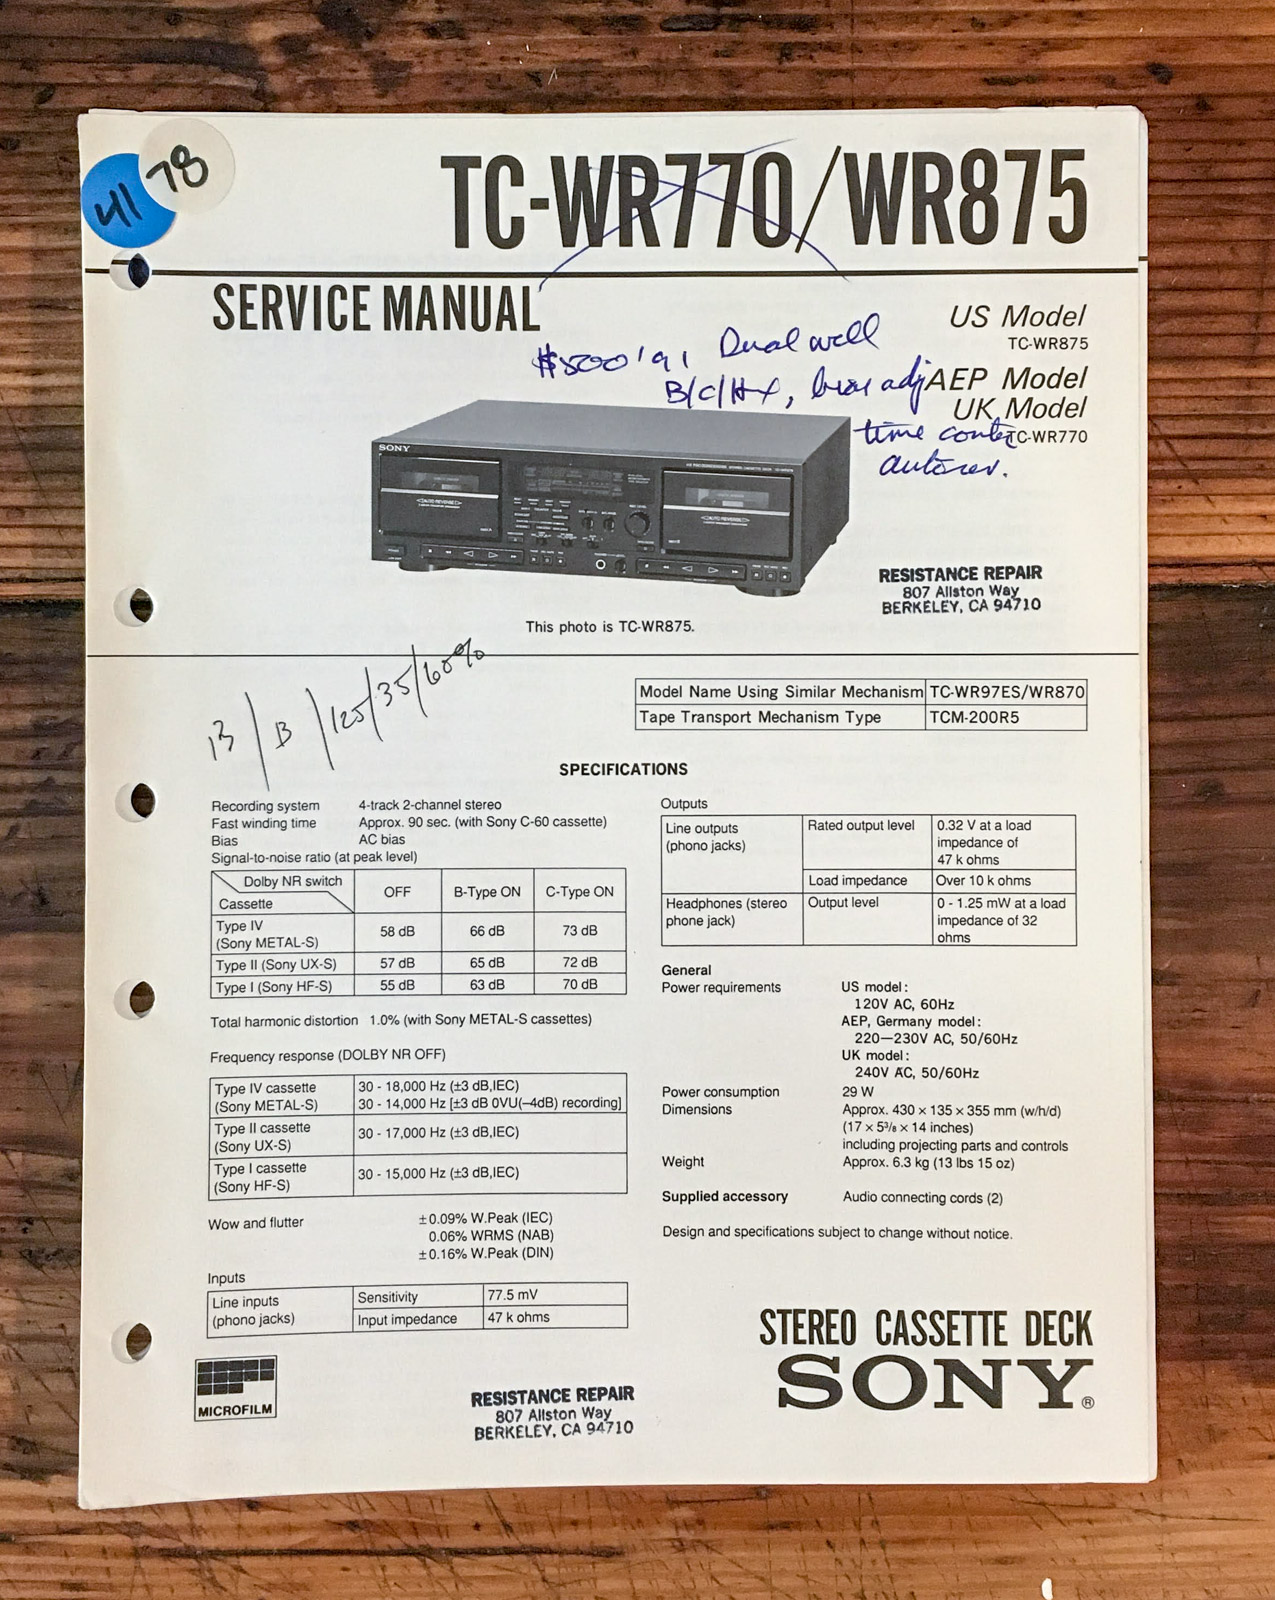 41
78
TC-WR770/WR875
SERVICE MANUAL
US Model
TC-WR875
AEP Model
UK Model
TC-WR770
$500 '91 Dual well
B/C/HX, bias adj
time counter
autorev.
SONY
AUTO REVERSE
AUTO REVERSE
RESISTANCE REPAIR
807 Allston Way
BERKELEY, CA 94710
This photo is TC-WR875.
13/B/125/35/60%
Model Name Using Similar Mechanism TC-WR97ES/WR870
Tape Transport Mechanism Type TCM-200R5
SPECIFICATIONS
Recording system 4-track 2-channel stereo
Fast winding time Approx. 90 sec. (with Sony C-60 cassette)
Bias AC bias
Signal-to-noise ratio (at peak level)
Dolby NR switch
Cassette
OFF B-Type ON C-Type ON
Type IV
(Sony METAL-S) 58 dB 66 dB 73 dB
Type II (Sony UX-S) 57 dB 65 dB 72 dB
Type I (Sony HF-S) 55 dB 63 dB 70 dB
Total harmonic distortion 1.0% (with Sony METAL-S cassettes)
Frequency response (DOLBY NR OFF)
Type IV cassette 30 - 18,000 Hz (±3 dB,IEC)
(Sony METAL-S) 30 - 14,000 Hz [±3 dB 0VU(−4dB) recording]
Type II cassette 30 - 17,000 Hz (±3 dB,IEC)
(Sony UX-S)
Type I cassette 30 - 15,000 Hz (±3 dB,IEC)
(Sony HF-S)
Wow and flutter ±0.09% W.Peak (IEC)
0.06% WRMS (NAB)
±0.16% W.Peak (DIN)
Inputs
Line inputs
(phono jacks)
Sensitivity 77.5 mV
Input impedance 47 k ohms
Outputs
Line outputs
(phono jacks)
Rated output level 0.32 V at a load
impedance of
47 k ohms
Load impedance Over 10 k ohms
Headphones (stereo
phone jack)
Output level 0 - 1.25 mW at a load
impedance of 32
ohms
General
Power requirements US model:
120V AC, 60Hz
AEP, Germany model:
220—230V AC, 50/60Hz
UK model:
240V AC, 50/60Hz
Power consumption 29 W
Dimensions Approx. 430 × 135 × 355 mm (w/h/d)
(17 × 5³/₈ × 14 inches)
including projecting parts and controls
Weight Approx. 6.3 kg (13 lbs 15 oz)
Supplied accessory Audio connecting cords (2)
Design and specifications subject to change without notice.
STEREO CASSETTE DECK
SONY®
MICROFILM
RESISTANCE REPAIR
807 Allston Way
BERKELEY, CA 94710